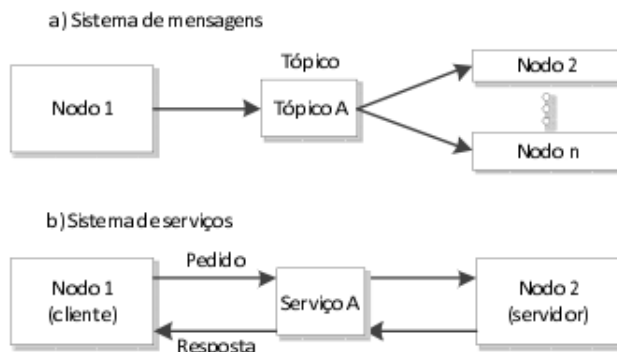 a) Sistema de mensagens
Tópico
Nodo 1
Tópico A
Nodo 2
Nodo n
b) Sistema de serviços
Pedido
Nodo 1
(cliente)
Serviço A
Nodo 2
(servidor)
Resposta